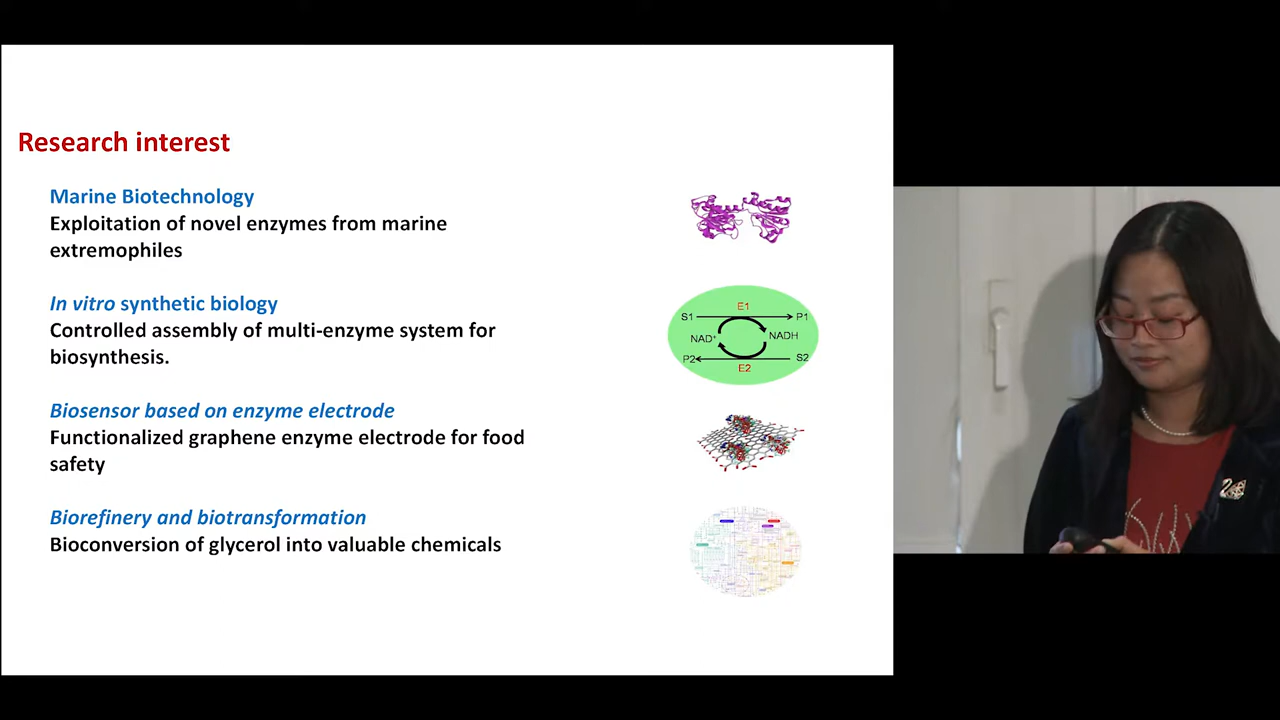 Research interest
Marine Biotechnology
Exploitation of novel enzymes from marine
extremophiles
In vitro synthetic biology
Controlled assembly of multi-enzyme system for
biosynthesis.
Biosensor based on enzyme electrode
Functionalized graphene enzyme electrode for food
safety
Biorefinery and biotransformation
Bioconversion of glycerol into valuable chemicals
E1
S1 P1
NAD+ NADH
P2 S2
E2